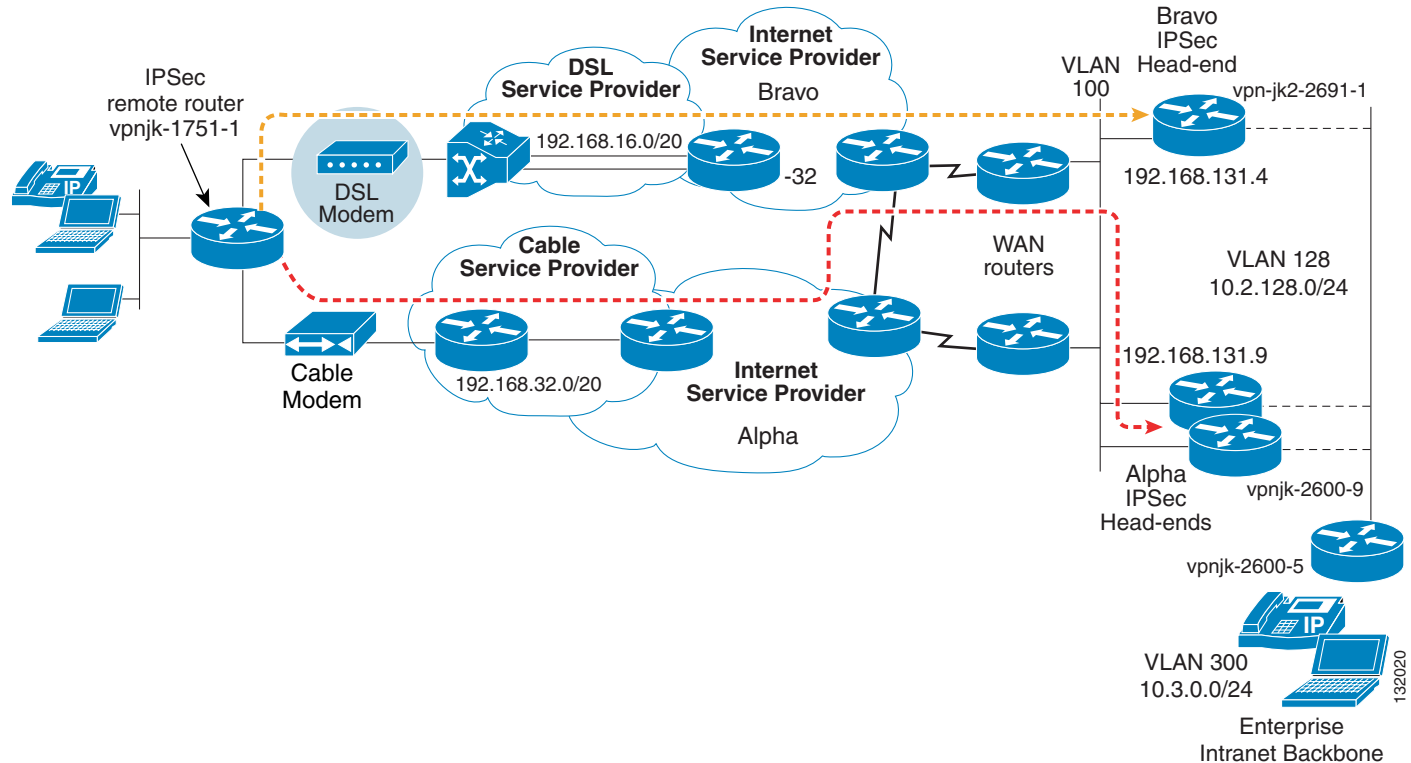 IPSec
remote router
vpnjk-1751-1
IP
DSL
Modem
DSL
Service Provider
192.168.16.0/20
Internet
Service Provider
Bravo
-32
VLAN
100
Bravo
IPSec
Head-end
vpn-jk2-2691-1
192.168.131.4
Cable
Service Provider
WAN
routers
VLAN 128
10.2.128.0/24
Cable
Modem
192.168.32.0/20
Internet
Service Provider
Alpha
192.168.131.9
Alpha
IPSec
Head-ends
vpnjk-2600-9
vpnjk-2600-5
IP
VLAN 300
10.3.0.0/24
Enterprise
Intranet Backbone
132020